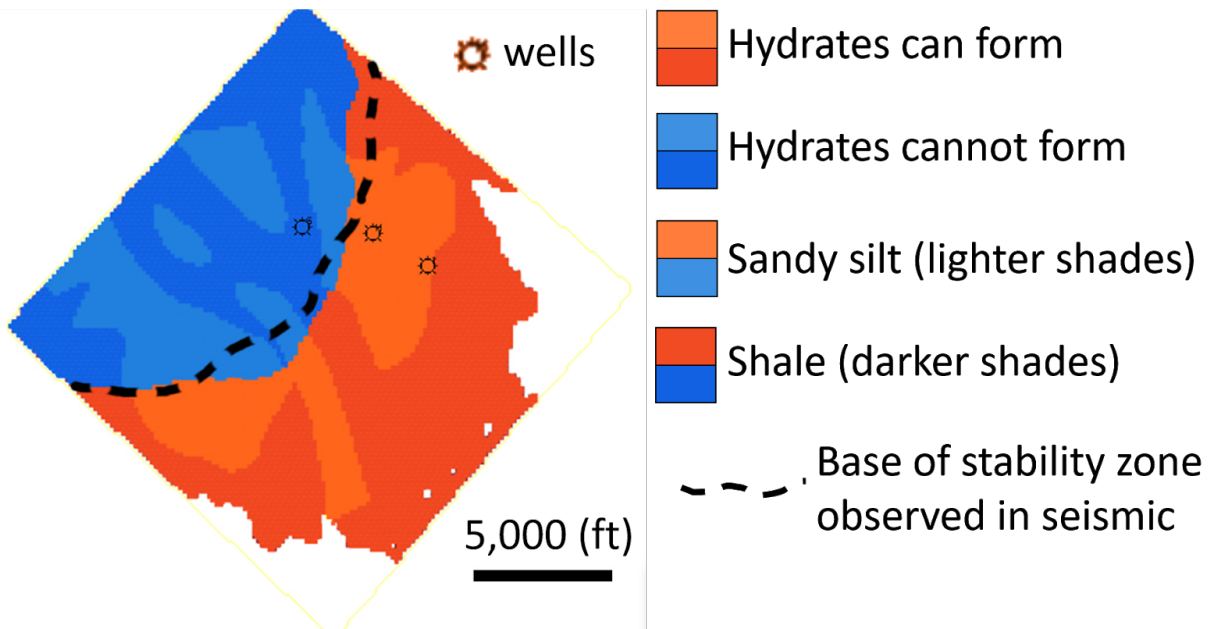 wells
5,000 (ft)
Hydrates can form
Hydrates cannot form
Sandy silt (lighter shades)
Shale (darker shades)
Base of stability zone
observed in seismic